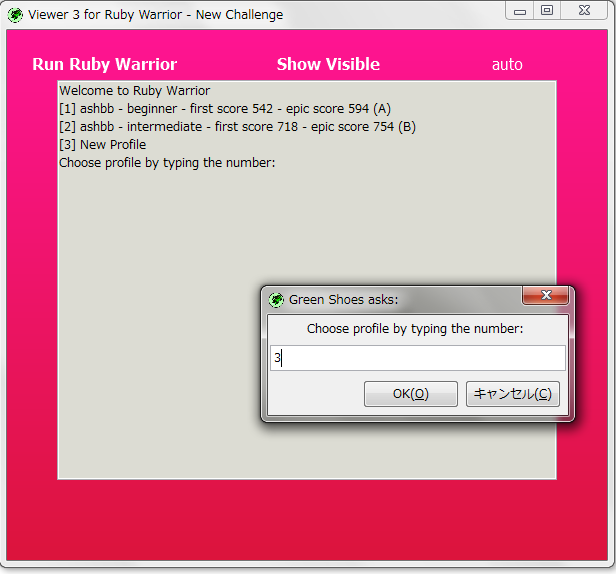 Viewer 3 for Ruby Warrior - New Challenge
Run Ruby Warrior Show Visible auto
Welcome to Ruby Warrior
[1] ashbb - beginner - first score 542 - epic score 594 (A)
[2] ashbb - intermediate - first score 718 - epic score 754 (B)
[3] New Profile
Choose profile by typing the number:
Green Shoes asks:
Choose profile by typing the number:
3
OK(O) キャンセル(C)